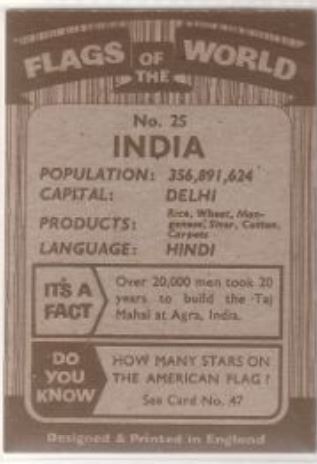 FLAGS OF THE WORLD
No. 25
INDIA
POPULATION: 356,891,624
CAPITAL: DELHI
PRODUCTS: Rice, Wheat, Man-
ganese, Silver, Cotton,
Carpets
LANGUAGE: HINDI
IT'S A FACT
Over 20,000 men took 20
years to build the Taj
Mahal at Agra, India.
DO YOU KNOW
HOW MANY STARS ON
THE AMERICAN FLAG?
See Card No. 47
Designed & Printed in England